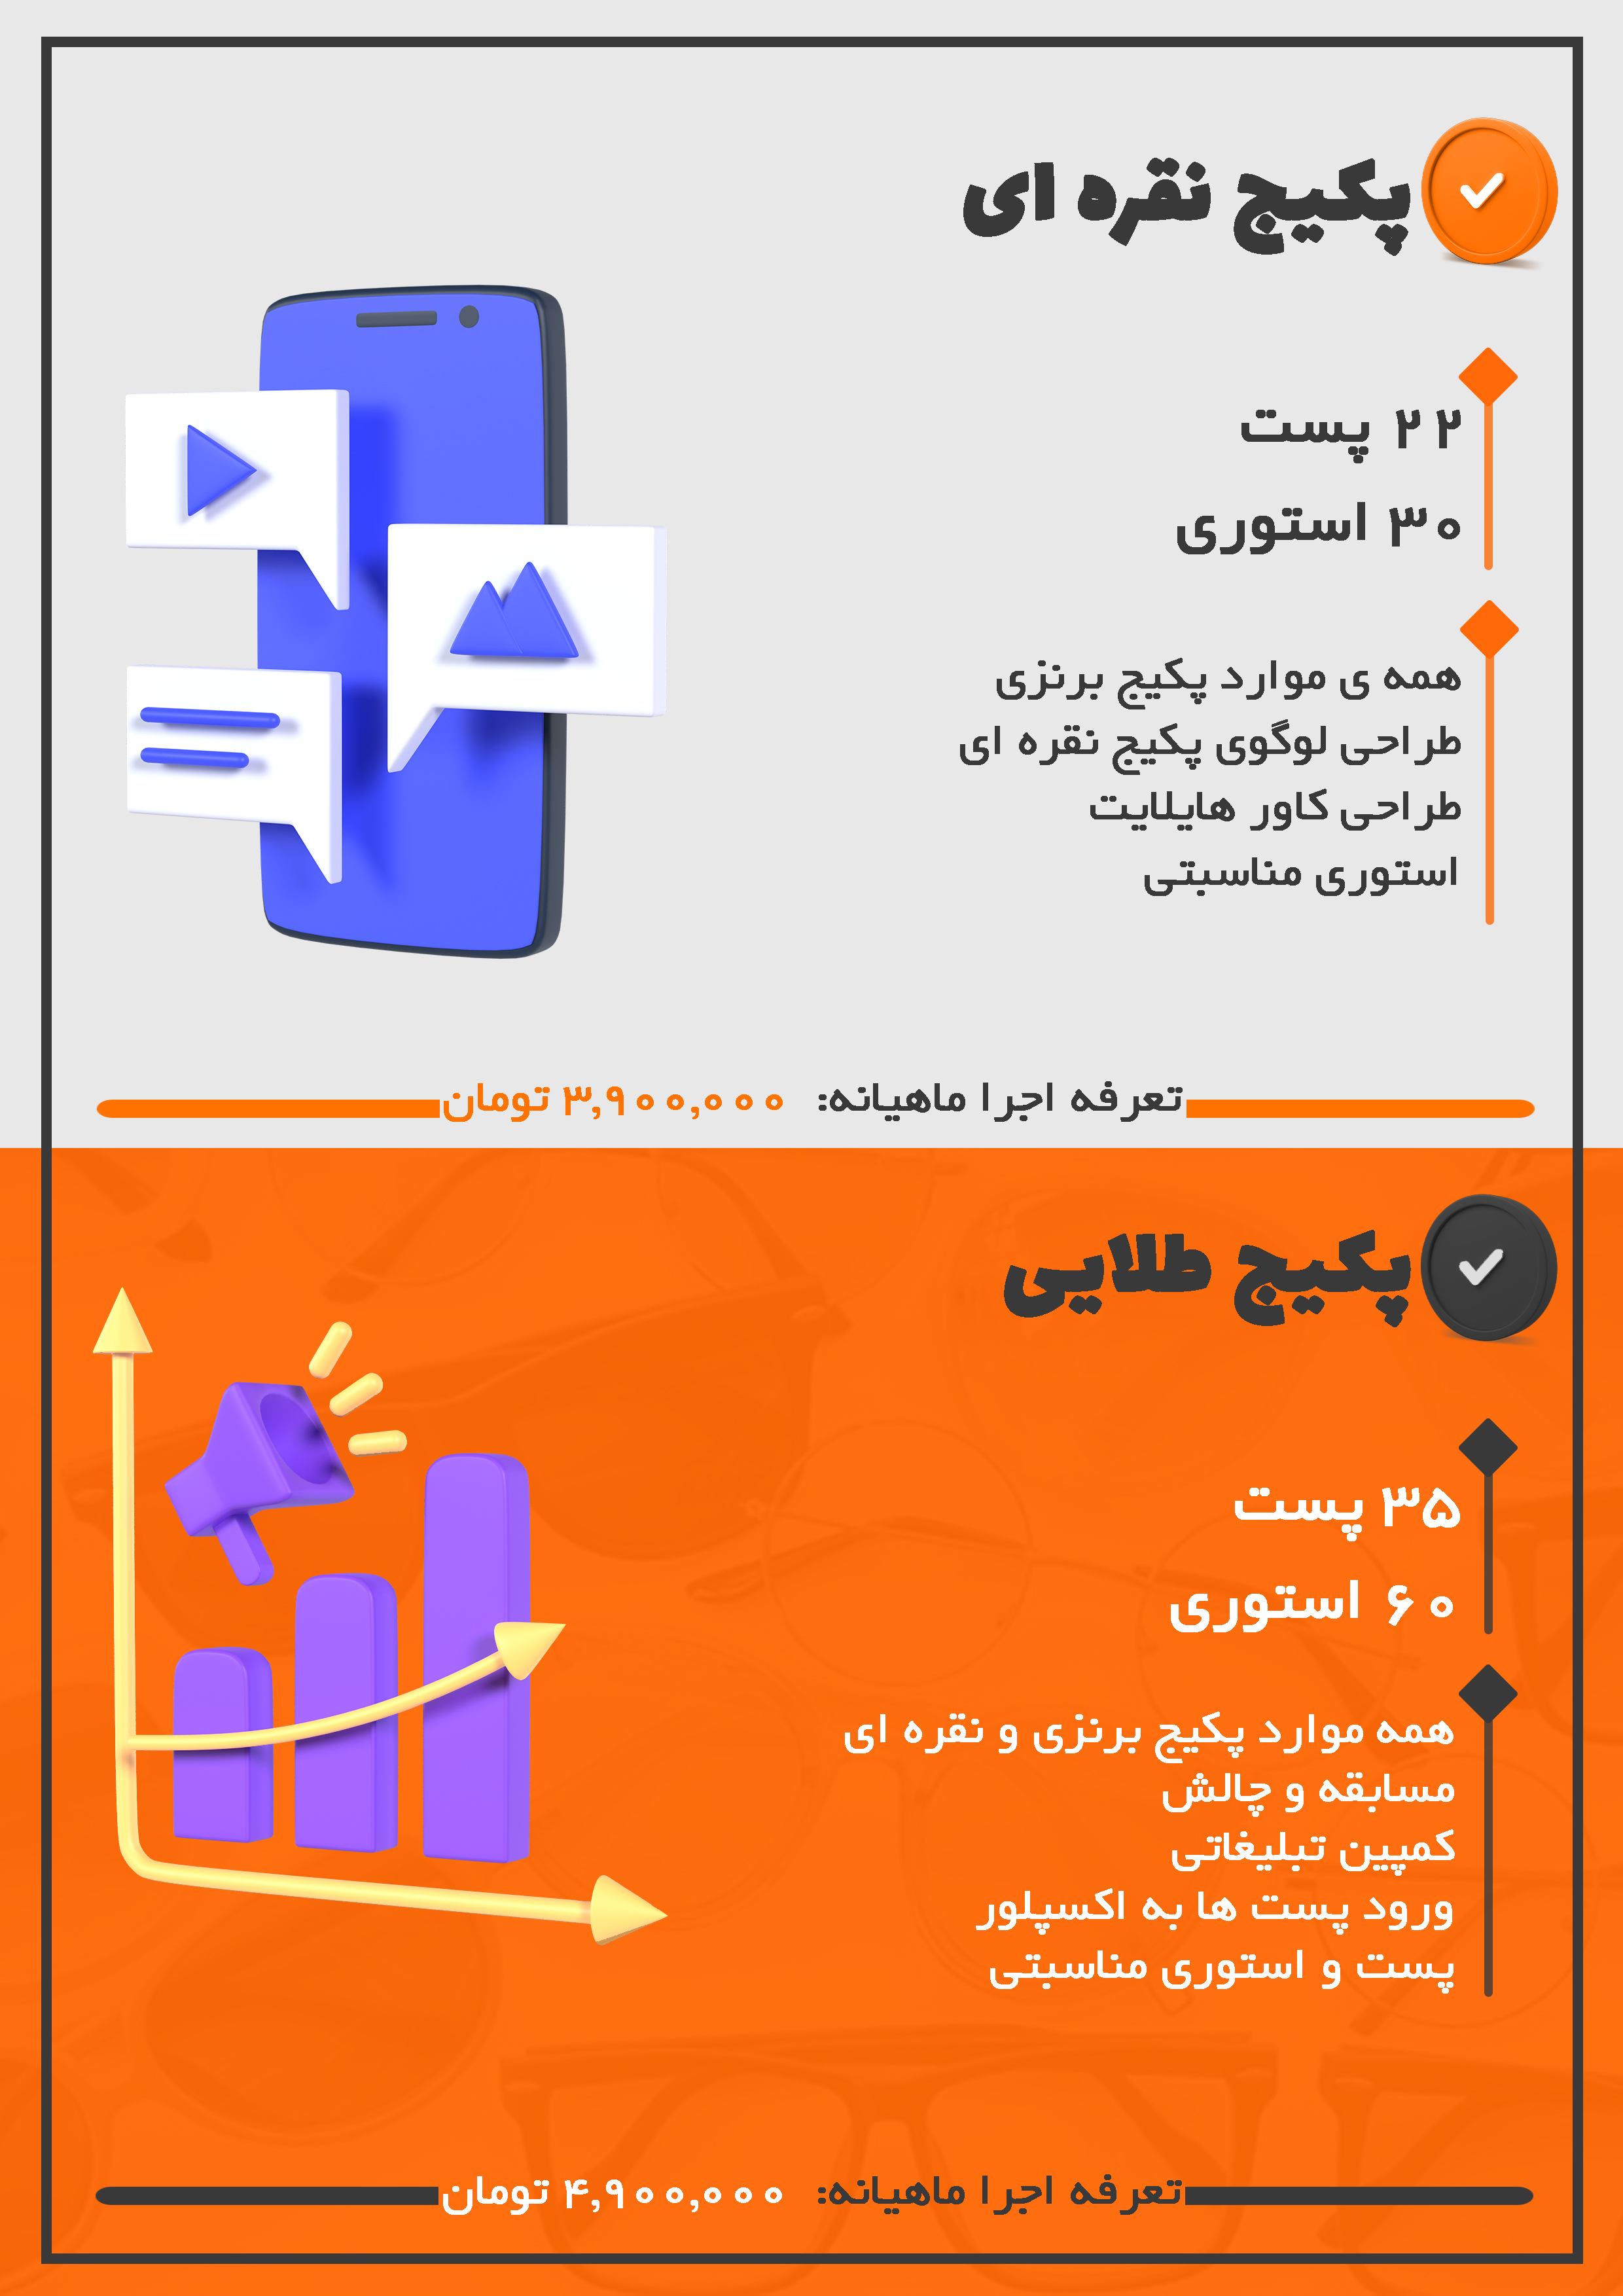 پکیج نقره ای
۲۲ پست
۳۰ استوری
همه ی موارد پکیج برنزی
طراحی لوگوی پکیج نقره ای
طراحی کاور هایلایت
استوری مناسبتی
تعرفه اجرا ماهیانه: ۳,۹۰۰,۰۰۰ تومان
پکیج طلایی
۳۵ پست
۶۰ استوری
همه موارد پکیج برنزی و نقره ای
مسابقه و چالش
کمپین تبلیغاتی
ورود پست ها به اکسپلور
پست و استوری مناسبتی
تعرفه اجرا ماهیانه: ۴,۹۰۰,۰۰۰ تومان